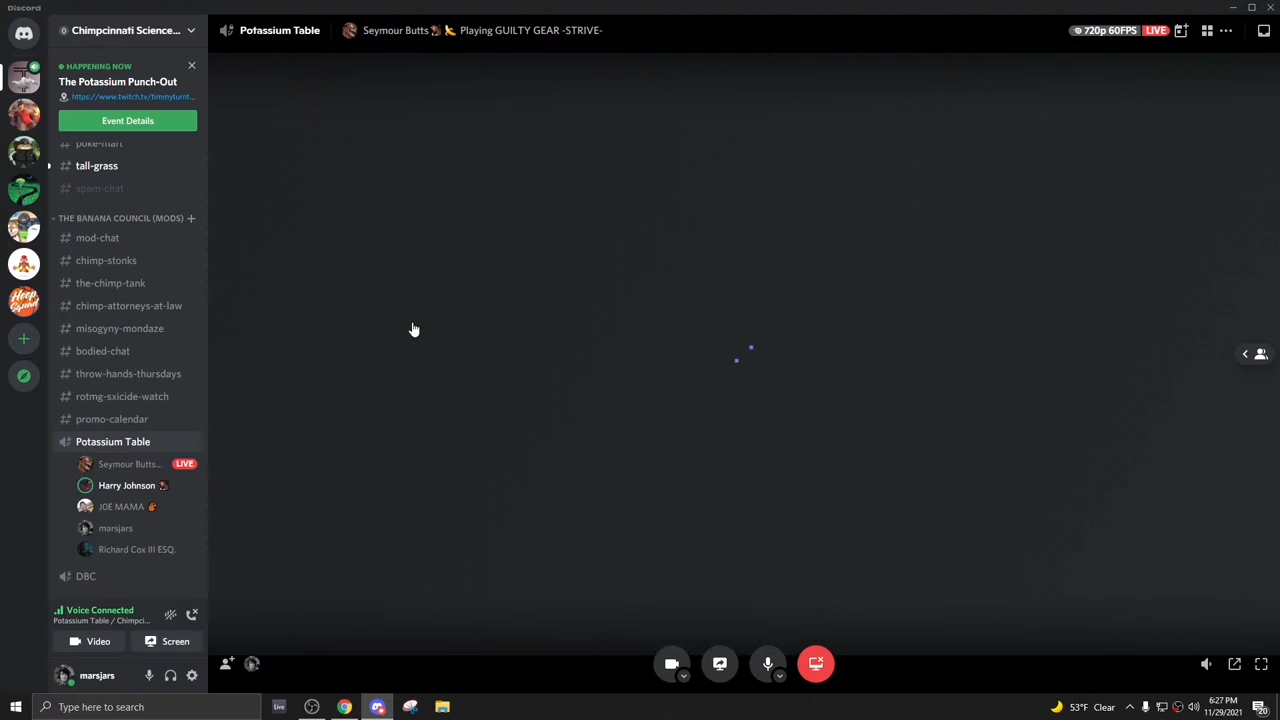 Discord
Chimpcinnati Science...
Potassium Table
Seymour Butts Playing GUILTY GEAR -STRIVE-
720p 60FPS LIVE
HAPPENING NOW
The Potassium Punch-Out
https://www.twitch.tv/timmyturnt...
Event Details
poke-mart
tall-grass
spam-chat
THE BANANA COUNCIL (MODS)
mod-chat
chimp-stonks
the-chimp-tank
chimp-attorneys-at-law
misogyny-mondaze
bodied-chat
throw-hands-thursdays
rotmg-sxicide-watch
promo-calendar
Potassium Table
Seymour Butts... LIVE
Harry Johnson
J0E MAMA
marsjars
Richard Cox III ESQ.
DBC
Voice Connected
Potassium Table / Chimpci...
Video Screen
marsjars
Type here to search
Live
53°F Clear
6:27 PM
11/29/2021
20